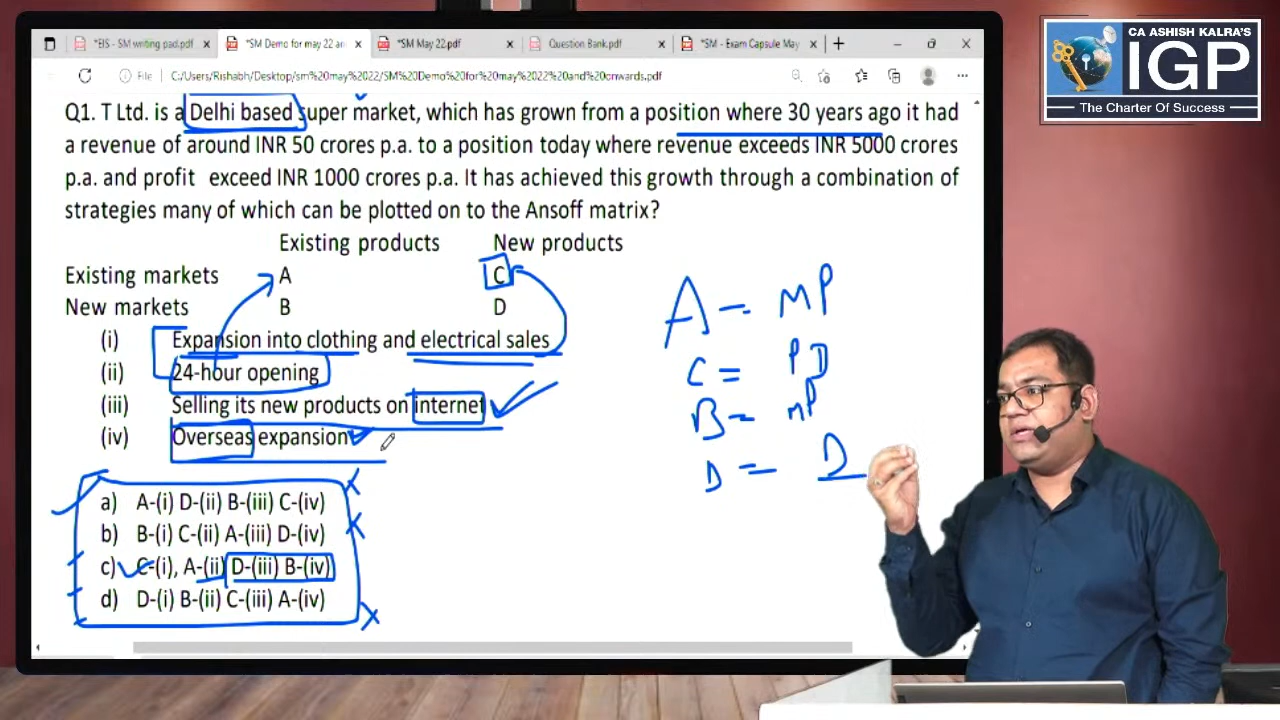 *EIS - SM writing pad.pdf
*SM Demo for may 22 an
*SM May 22.pdf
Question Bank.pdf
*SM - Exam Capsule May
File
C:/Users/Rishabh/Desktop/sm%20may%2022/SM%20Demo%20for%20may%2022%20and%20onwards.pdf
Q1. T Ltd. is a Delhi based super market, which has grown from a position where 30 years ago it had
a revenue of around INR 50 crores p.a. to a position today where revenue exceeds INR 5000 crores
p.a. and profit exceed INR 1000 crores p.a. It has achieved this growth through a combination of
strategies many of which can be plotted on to the Ansoff matrix?
Existing products New products
Existing markets A C
New markets B D
(i) Expansion into clothing and electrical sales
(ii) 24-hour opening
(iii) Selling its new products on internet
(iv) Overseas expansion
a) A-(i) D-(ii) B-(iii) C-(iv)
b) B-(i) C-(ii) A-(iii) D-(iv)
c) C-(i), A-(ii) D-(iii) B-(iv)
d) D-(i) B-(ii) C-(iii) A-(iv)
A = MP
C = PD
B = MP
D = D
CA ASHISH KALRA'S
IGP
The Charter Of Success